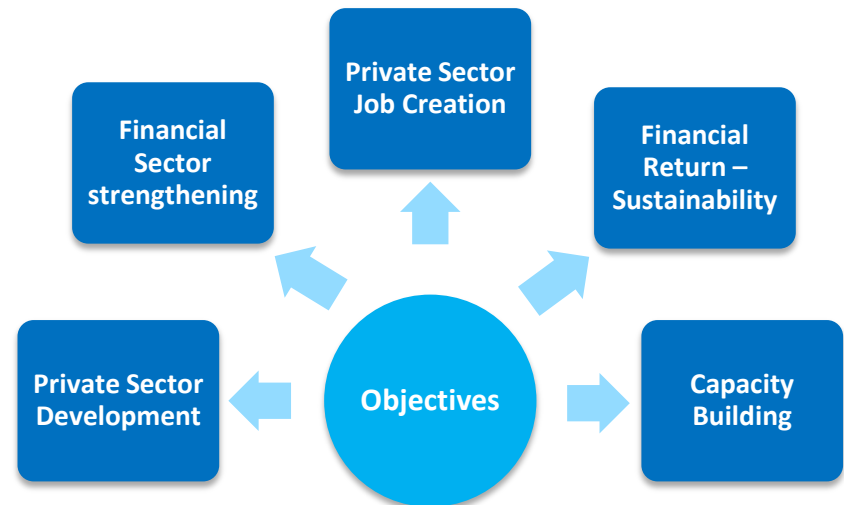 Private Sector
Job Creation
Financial
Sector
strengthening
Financial
Return –
Sustainability
Private Sector
Development
Objectives
Capacity
Building